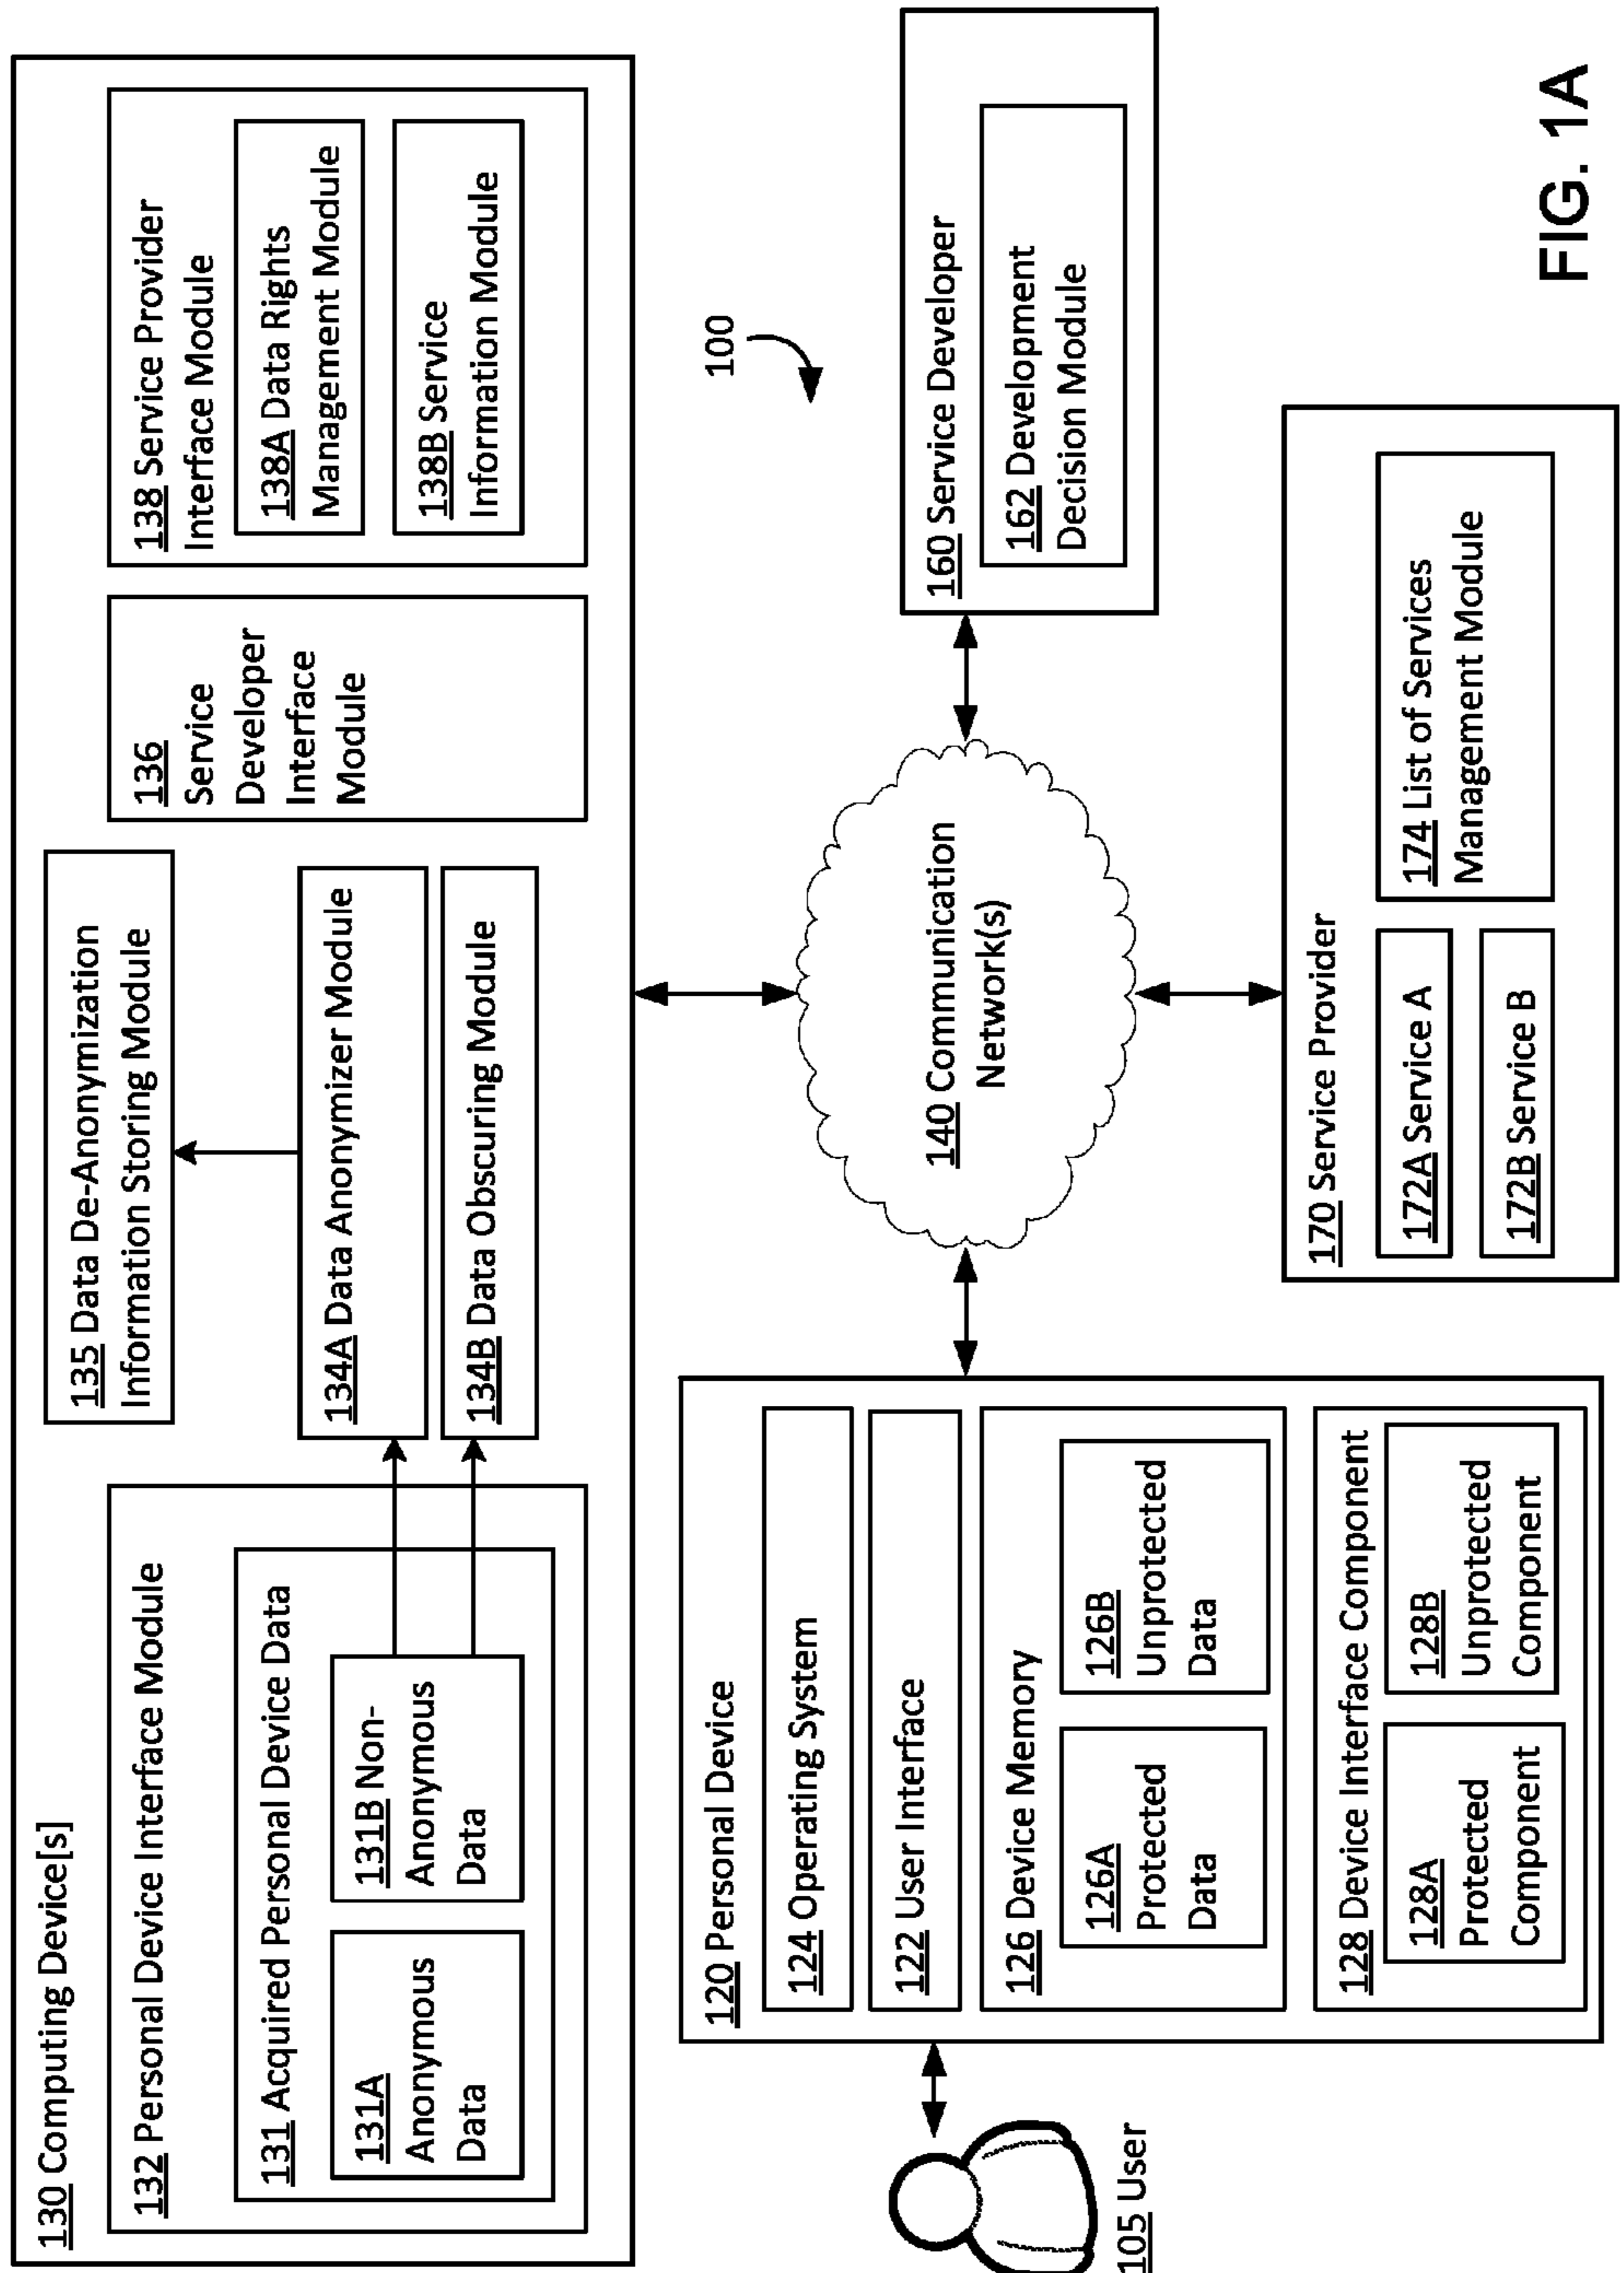 130 Computing Device[s]
132 Personal Device Interface Module
131 Acquired Personal Device Data
131A
Anonymous
Data
131B Non-
Anonymous
Data
135 Data De-Anonymization
Information Storing Module
134A Data Anonymizer Module
134B Data Obscuring Module
136
Service
Developer
Interface
Module
138 Service Provider
Interface Module
138A Data Rights
Management Module
138B Service
Information Module
100
105 User
120 Personal Device
124 Operating System
122 User Interface
126 Device Memory
126A
Protected
Data
126B
Unprotected
Data
128 Device Interface Component
128A
Protected
Component
128B
Unprotected
Component
140 Communication
Network(s)
160 Service Developer
162 Development
Decision Module
170 Service Provider
172A Service A
172B Service B
174 List of Services
Management Module
FIG. 1A